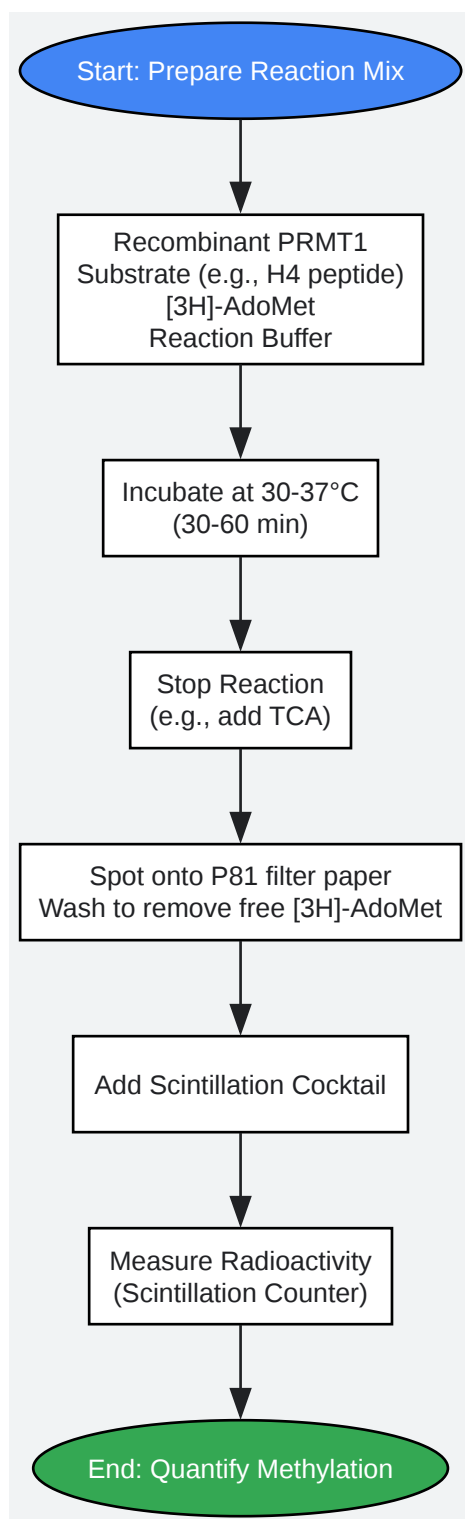 Start: Prepare Reaction Mix
Recombinant PRMT1
Substrate (e.g., H4 peptide)
[3H]-AdoMet
Reaction Buffer
Incubate at 30-37°C
(30-60 min)
Stop Reaction
(e.g., add TCA)
Spot onto P81 filter paper
Wash to remove free [3H]-AdoMet
Add Scintillation Cocktail
Measure Radioactivity
(Scintillation Counter)
End: Quantify Methylation